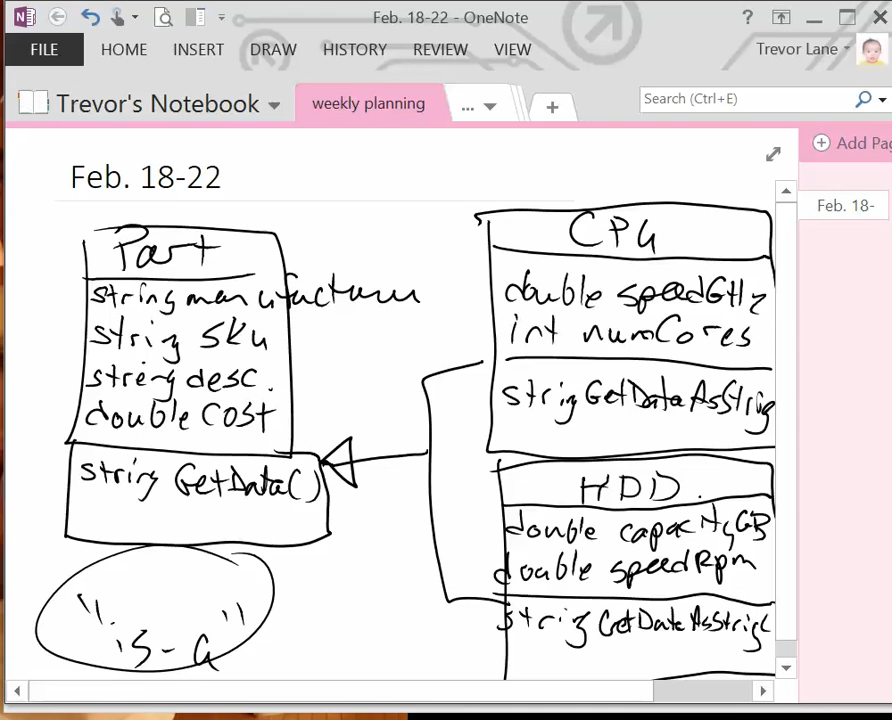 Feb. 18-22 - OneNote
?
FILE HOME INSERT DRAW HISTORY REVIEW VIEW
Trevor Lane
Trevor's Notebook
weekly planning
...
Search (Ctrl+E)
Add Pag
Feb. 18-
Feb. 18-22
Part
string manufacturer
string SKU
string desc.
double cost
string GetData()
"is-a"
CPU
double speedGHz
int numCores
string GetDataAsString
HDD
double capacityGB
double speedRpm
string GetDataAsString(